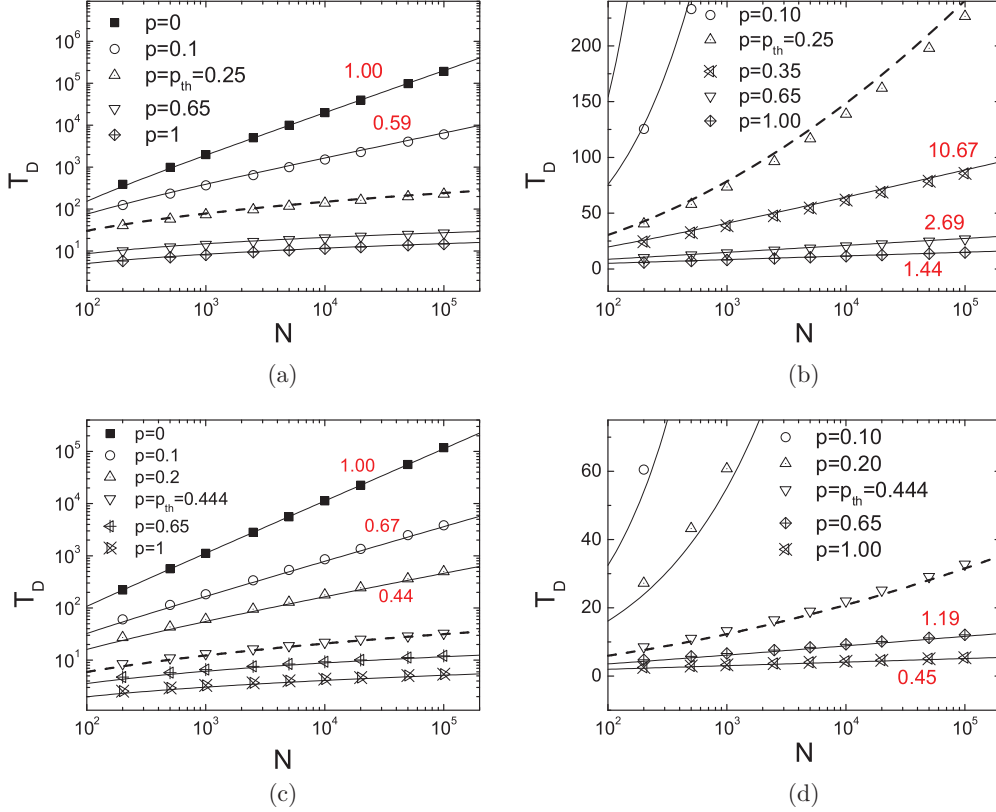 10^6
10^5
10^4
10^3
10^2
10^1
T_D
p=0
p=0.1
p=p_th=0.25
p=0.65
p=1
1.00
0.59
10^2 10^3 10^4 10^5
N
(a)
250
200
150
100
50
0
T_D
p=0.10
p=p_th=0.25
p=0.35
p=0.65
p=1.00
10.67
2.69
1.44
10^2 10^3 10^4 10^5
N
(b)
10^5
10^4
10^3
10^2
10^1
T_D
p=0
p=0.1
p=0.2
p=p_th=0.444
p=0.65
p=1
1.00
0.67
0.44
10^2 10^3 10^4 10^5
N
(c)
60
40
20
0
T_D
p=0.10
p=0.20
p=p_th=0.444
p=0.65
p=1.00
1.19
0.45
10^2 10^3 10^4 10^5
N
(d)